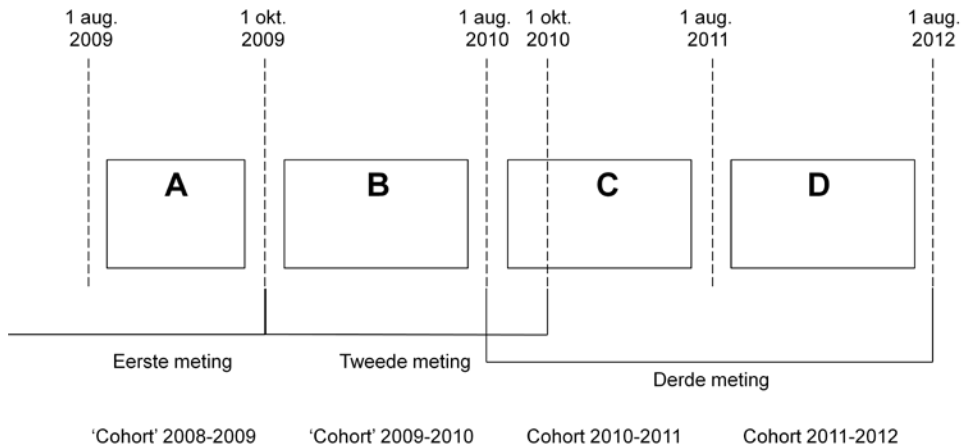 1 aug.
2009
1 okt.
2009
1 aug.
2010
1 okt.
2010
1 aug.
2011
1 aug.
2012
A
B
C
D
Eerste meting
Tweede meting
Derde meting
‘Cohort’ 2008-2009
‘Cohort’ 2009-2010
Cohort 2010-2011
Cohort 2011-2012